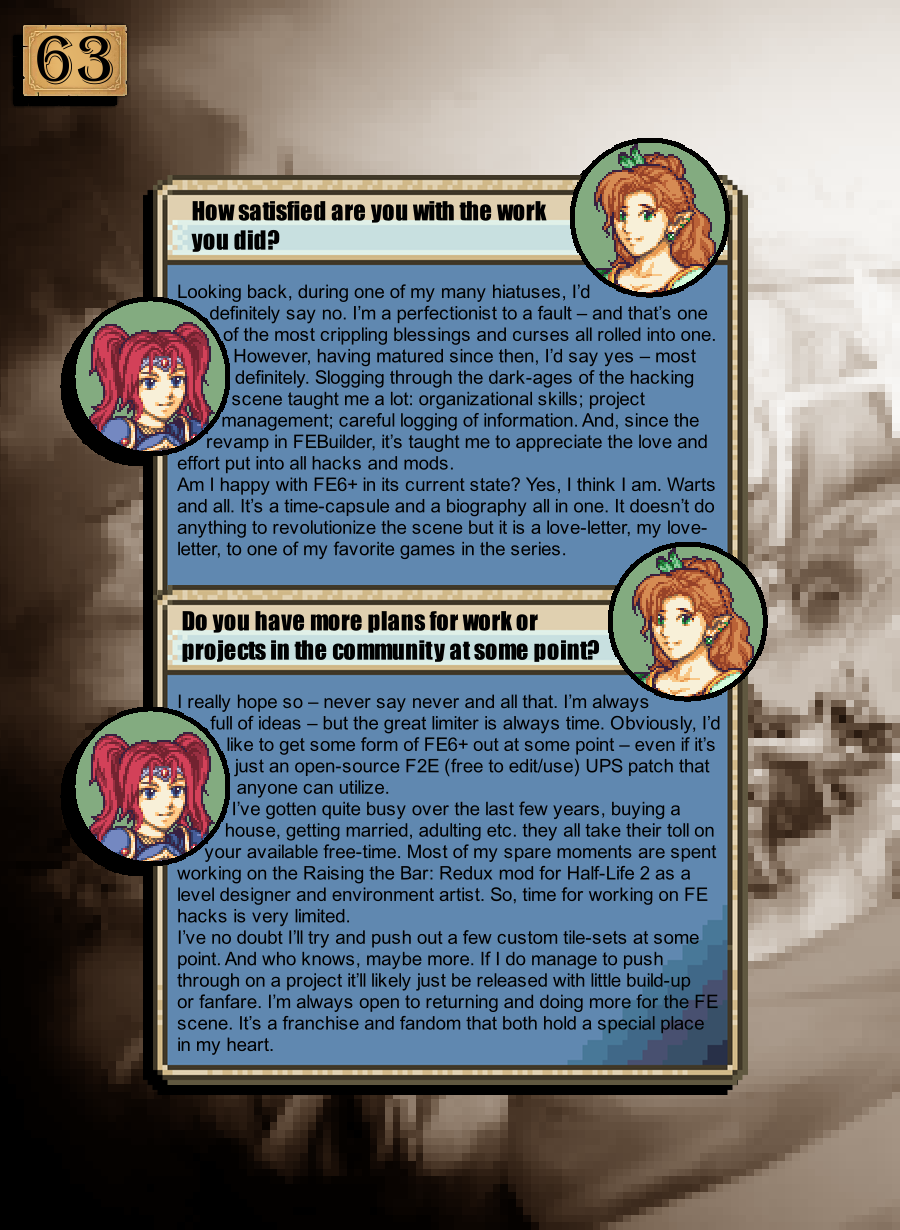 63
How satisfied are you with the work
you did?
Looking back, during one of my many hiatuses, I’d
definitely say no. I’m a perfectionist to a fault – and that’s one
of the most crippling blessings and curses all rolled into one.
However, having matured since then, I’d say yes – most
definitely. Slogging through the dark-ages of the hacking
scene taught me a lot: organizational skills; project
management; careful logging of information. And, since the
revamp in FEBuilder, it’s taught me to appreciate the love and
effort put into all hacks and mods.
Am I happy with FE6+ in its current state? Yes, I think I am. Warts
and all. It’s a time-capsule and a biography all in one. It doesn’t do
anything to revolutionize the scene but it is a love-letter, my love-
letter, to one of my favorite games in the series.
Do you have more plans for work or
projects in the community at some point?
I really hope so – never say never and all that. I’m always
full of ideas – but the great limiter is always time. Obviously, I’d
like to get some form of FE6+ out at some point – even if it’s
just an open-source F2E (free to edit/use) UPS patch that
anyone can utilize.
I’ve gotten quite busy over the last few years, buying a
house, getting married, adulting etc. they all take their toll on
your available free-time. Most of my spare moments are spent
working on the Raising the Bar: Redux mod for Half-Life 2 as a
level designer and environment artist. So, time for working on FE
hacks is very limited.
I’ve no doubt I’ll try and push out a few custom tile-sets at some
point. And who knows, maybe more. If I do manage to push
through on a project it’ll likely just be released with little build-up
or fanfare. I’m always open to returning and doing more for the FE
scene. It’s a franchise and fandom that both hold a special place
in my heart.